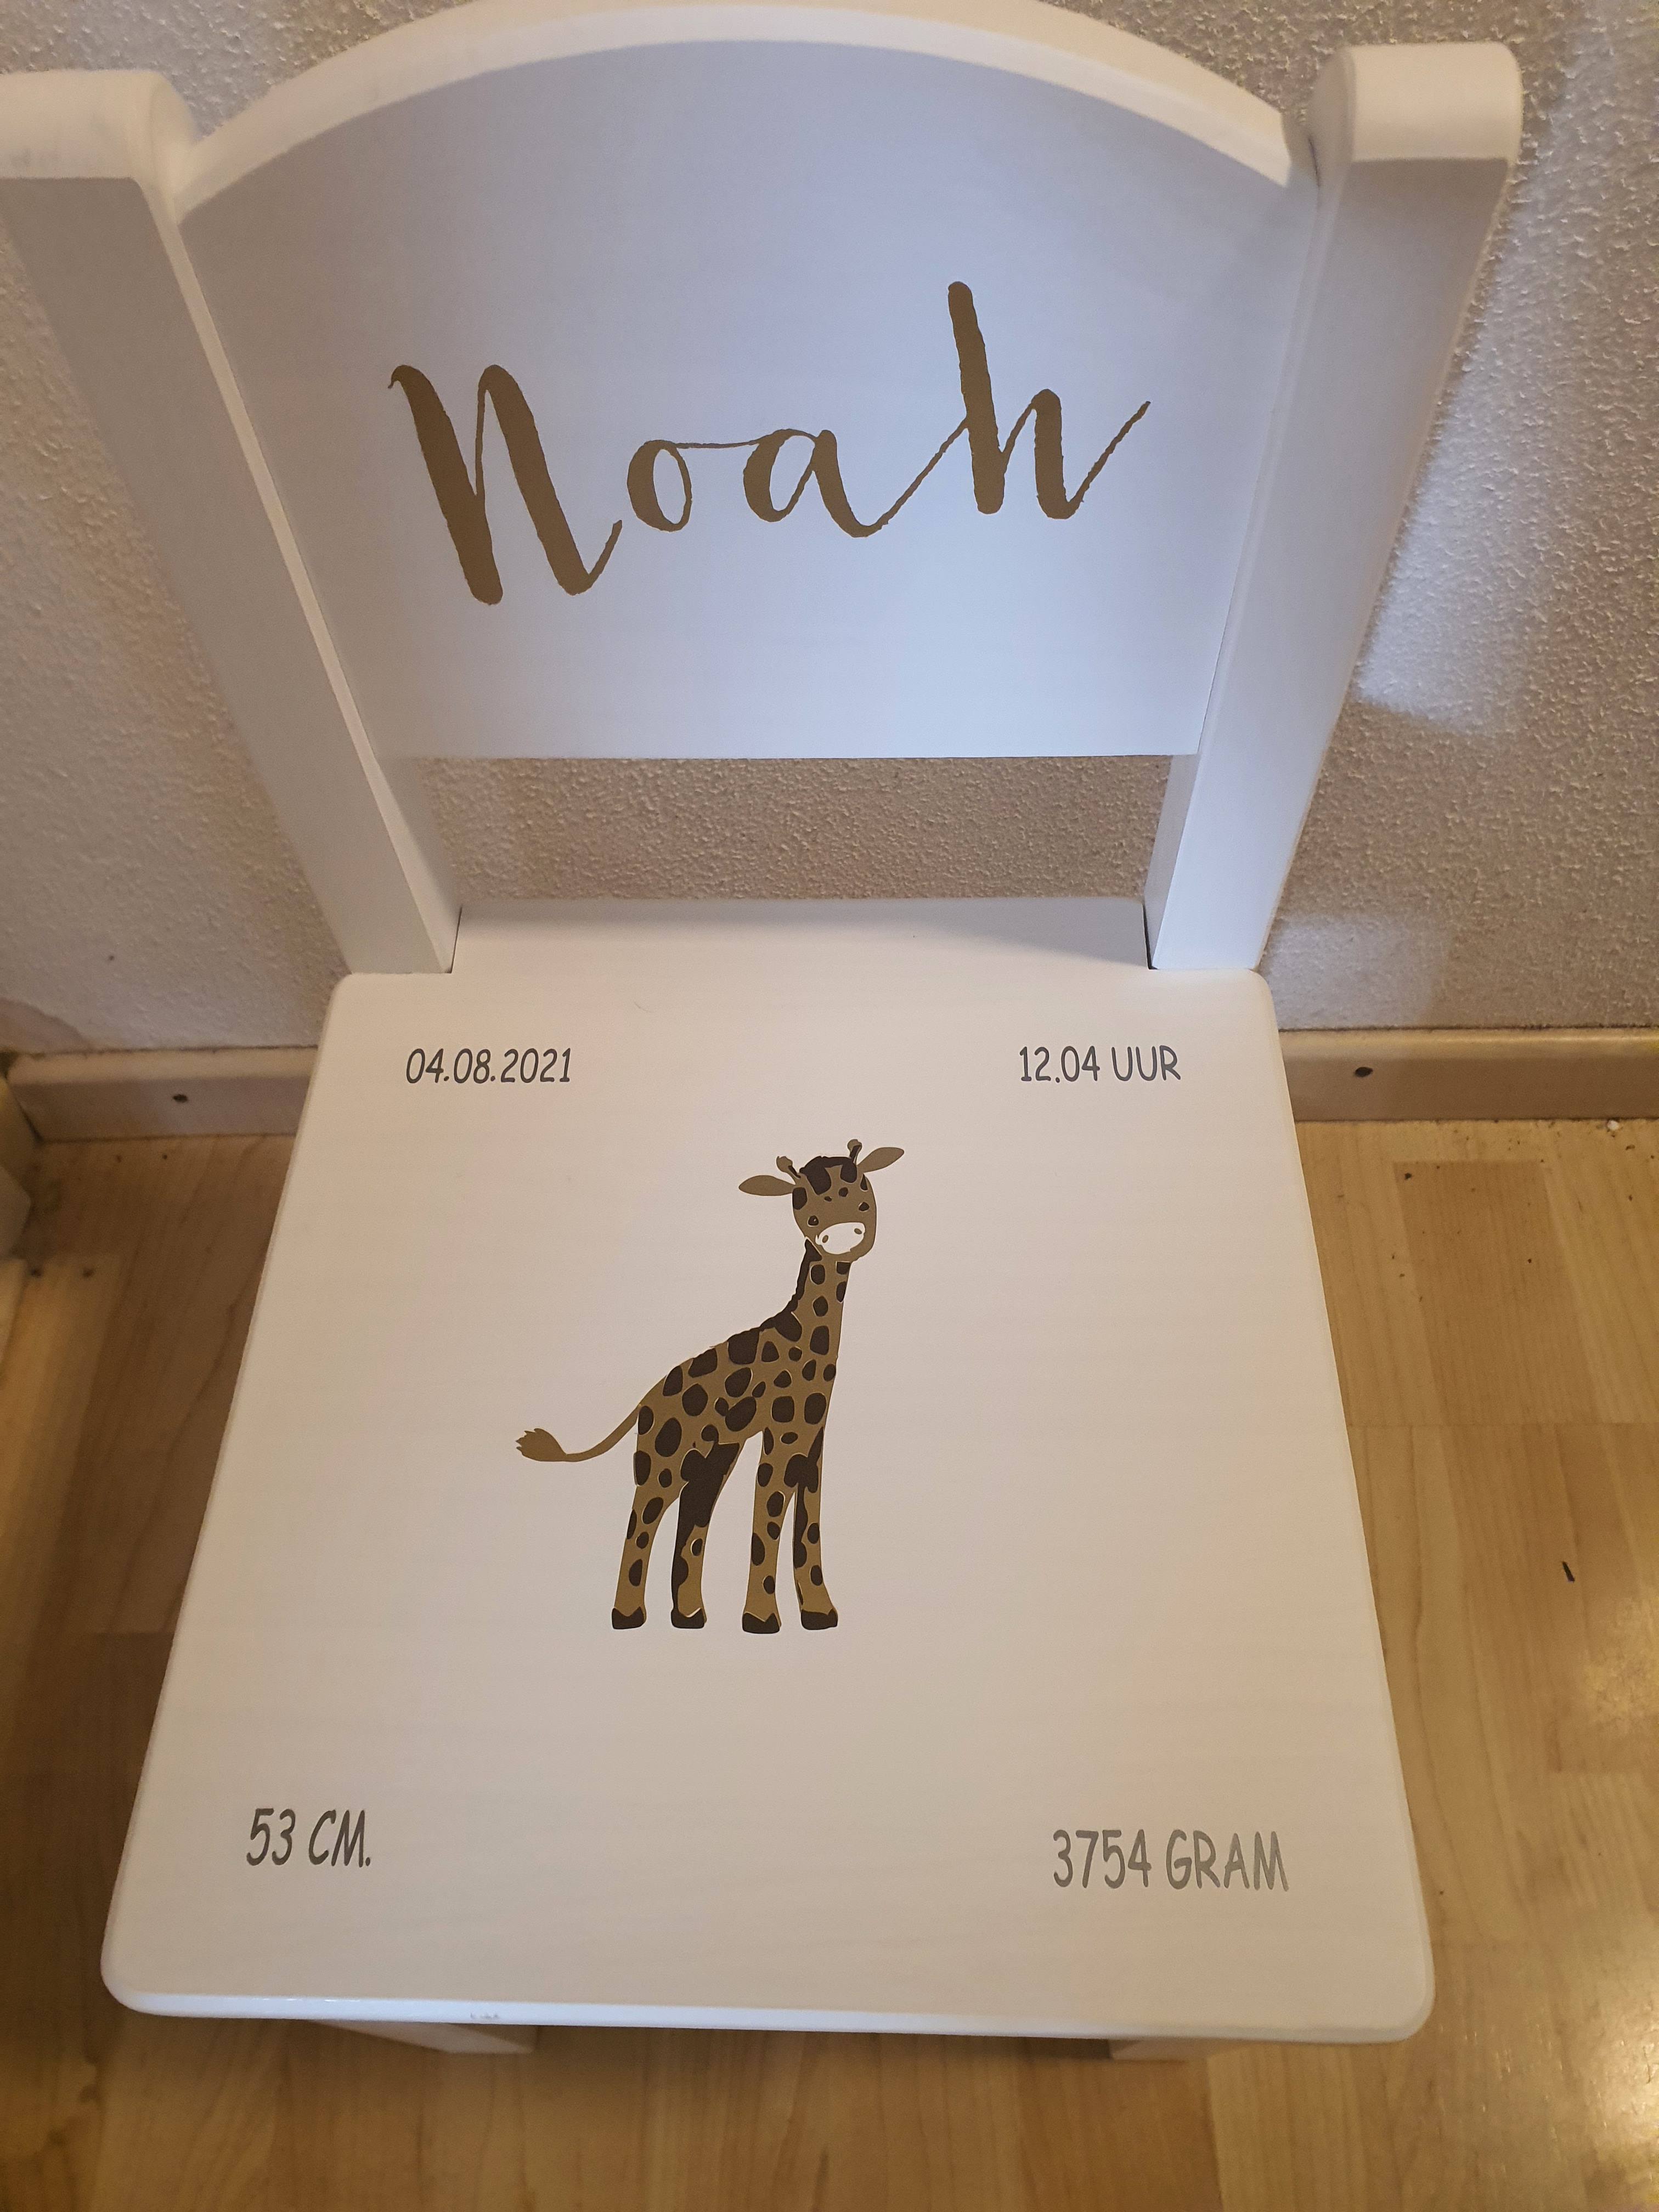 Noah
04.08.2021
12.04 UUR
53 CM.
3754 GRAM